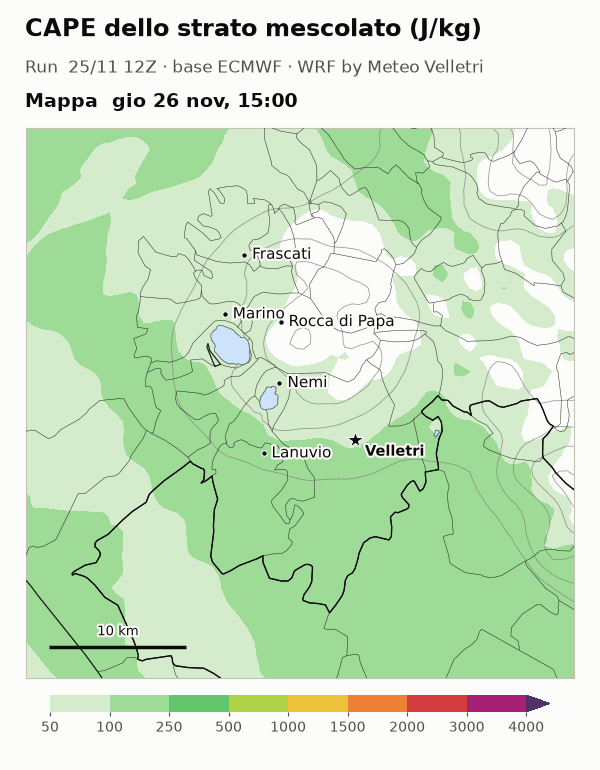 CAPE dello strato mescolato (J/kg)
Run  25/11 12Z · base ECMWF · WRF by Meteo Velletri
Mappa  gio 26 nov, 15:00
Frascati
Marino
Rocca di Papa
Nemi
Velletri
Lanuvio
10 km
50 100 250 500 1000 1500 2000 3000 4000